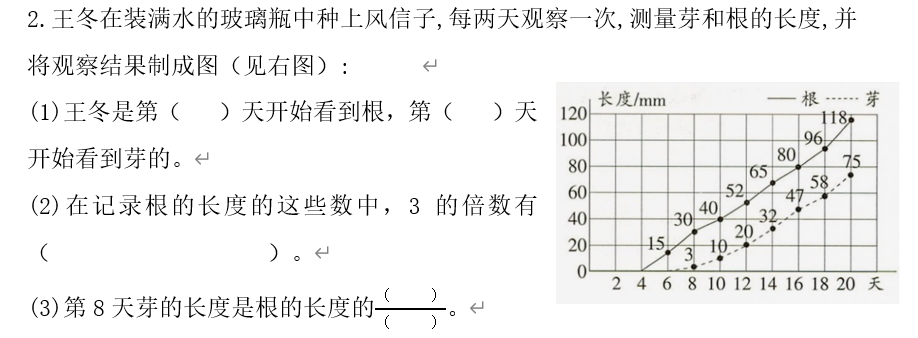 2.王冬在装满水的玻璃瓶中种上风信子,每两天观察一次,测量芽和根的长度,并
将观察结果制成图（见右图）：
(1)王冬是第（　　）天开始看到根，第（　　）天
开始看到芽的。
(2)在记录根的长度的这些数中，3 的倍数有
（　　　　　　　　）。
(3)第8天芽的长度是根的长度的（　）/（　）。
长度/mm —— 根 ------ 芽
120
100
80
60
40
20
0
15 30 40 52 65 80 96 118
3 10 20 32 47 58 75
2 4 6 8 10 12 14 16 18 20 天